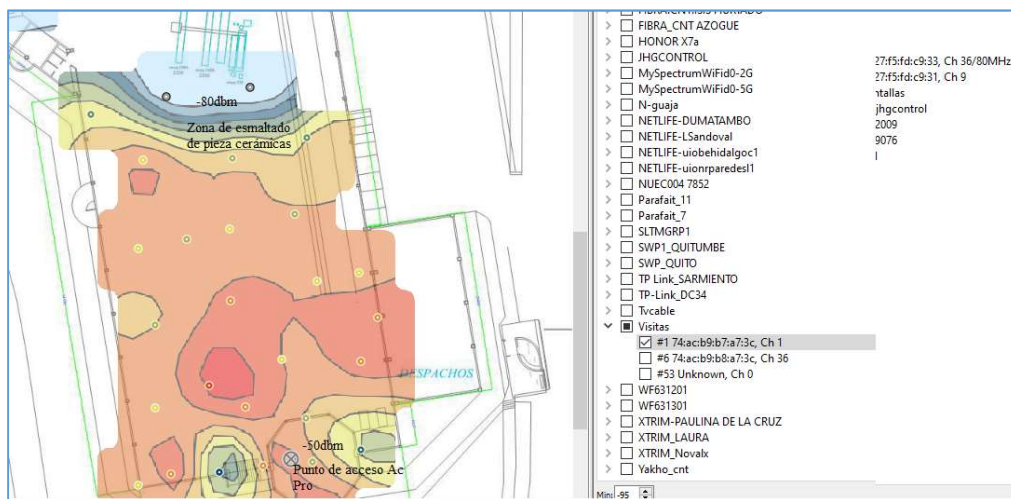 -80dbm
Zona de esmaltado
de pieza cerámicas
DESPACHOS
-50dbm
Punto de acceso Ac
Pro
FIBRA_CNT AZOGUE
HONOR X7a
JHGCONTROL
MySpectrumWiFid0-2G
MySpectrumWiFid0-5G
N-guaja
NETLIFE-DUMATAMBO
NETLIFE-LSandoval
NETLIFE-uiobehidalgoc1
NETLIFE-uionrparedesl1
NUEC004 7852
Parafait_11
Parafait_7
SLTMGRP1
SWP1_QUITUMBE
SWP_QUITO
TP Link_SARMIENTO
TP-Link_DC34
Tvcable
Visitas
#1 74:ac:b9:b7:a7:3c, Ch 1
#6 74:ac:b9:b8:a7:3c, Ch 36
#53 Unknown, Ch 0
WF631201
WF631301
XTRIM-PAULINA DE LA CRUZ
XTRIM_LAURA
XTRIM_Novalx
Yakho_cnt
27:f5:fd:c9:33, Ch 36/80MHz
27:f5:fd:c9:31, Ch 9
ntallas
jhgcontrol
2009
9076
Min: -95